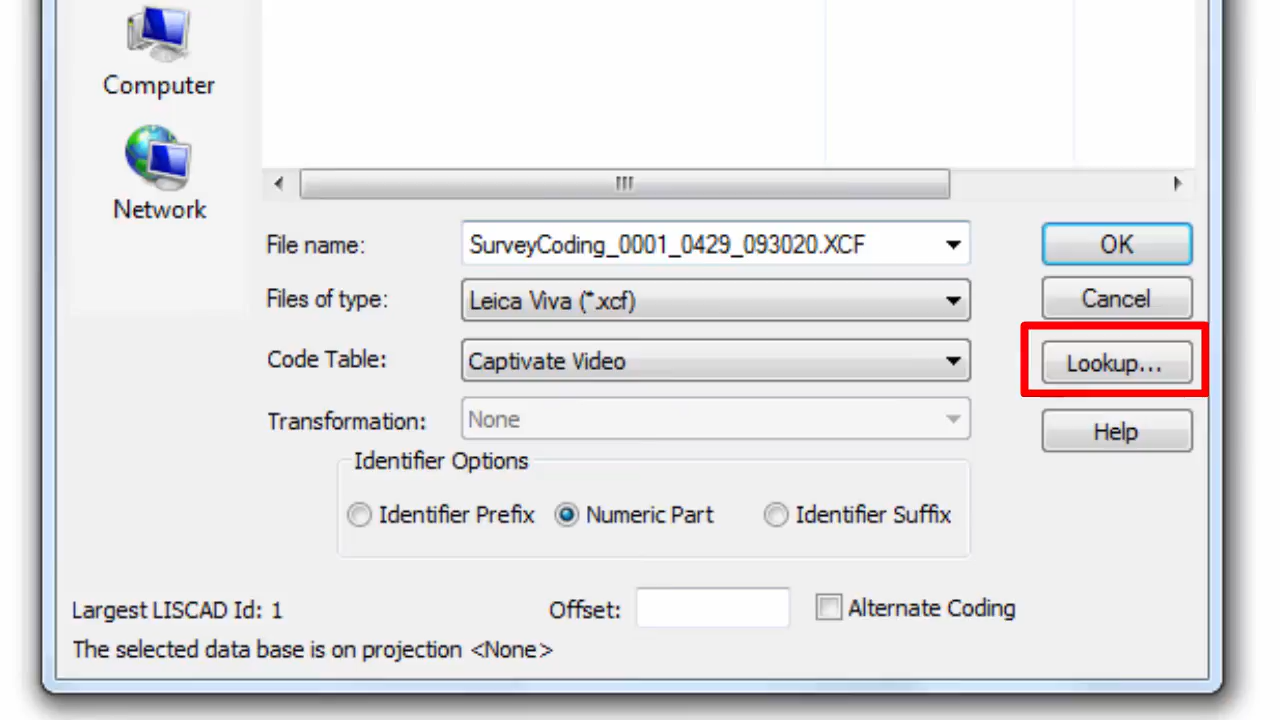 Computer
Network
File name: SurveyCoding_0001_0429_093020.XCF OK
Files of type: Leica Viva (*.xcf) Cancel
Code Table: Captivate Video Lookup...
Transformation: None Help
Identifier Options
Identifier Prefix Numeric Part Identifier Suffix
Largest LISCAD Id: 1 Offset: Alternate Coding
The selected data base is on projection <None>